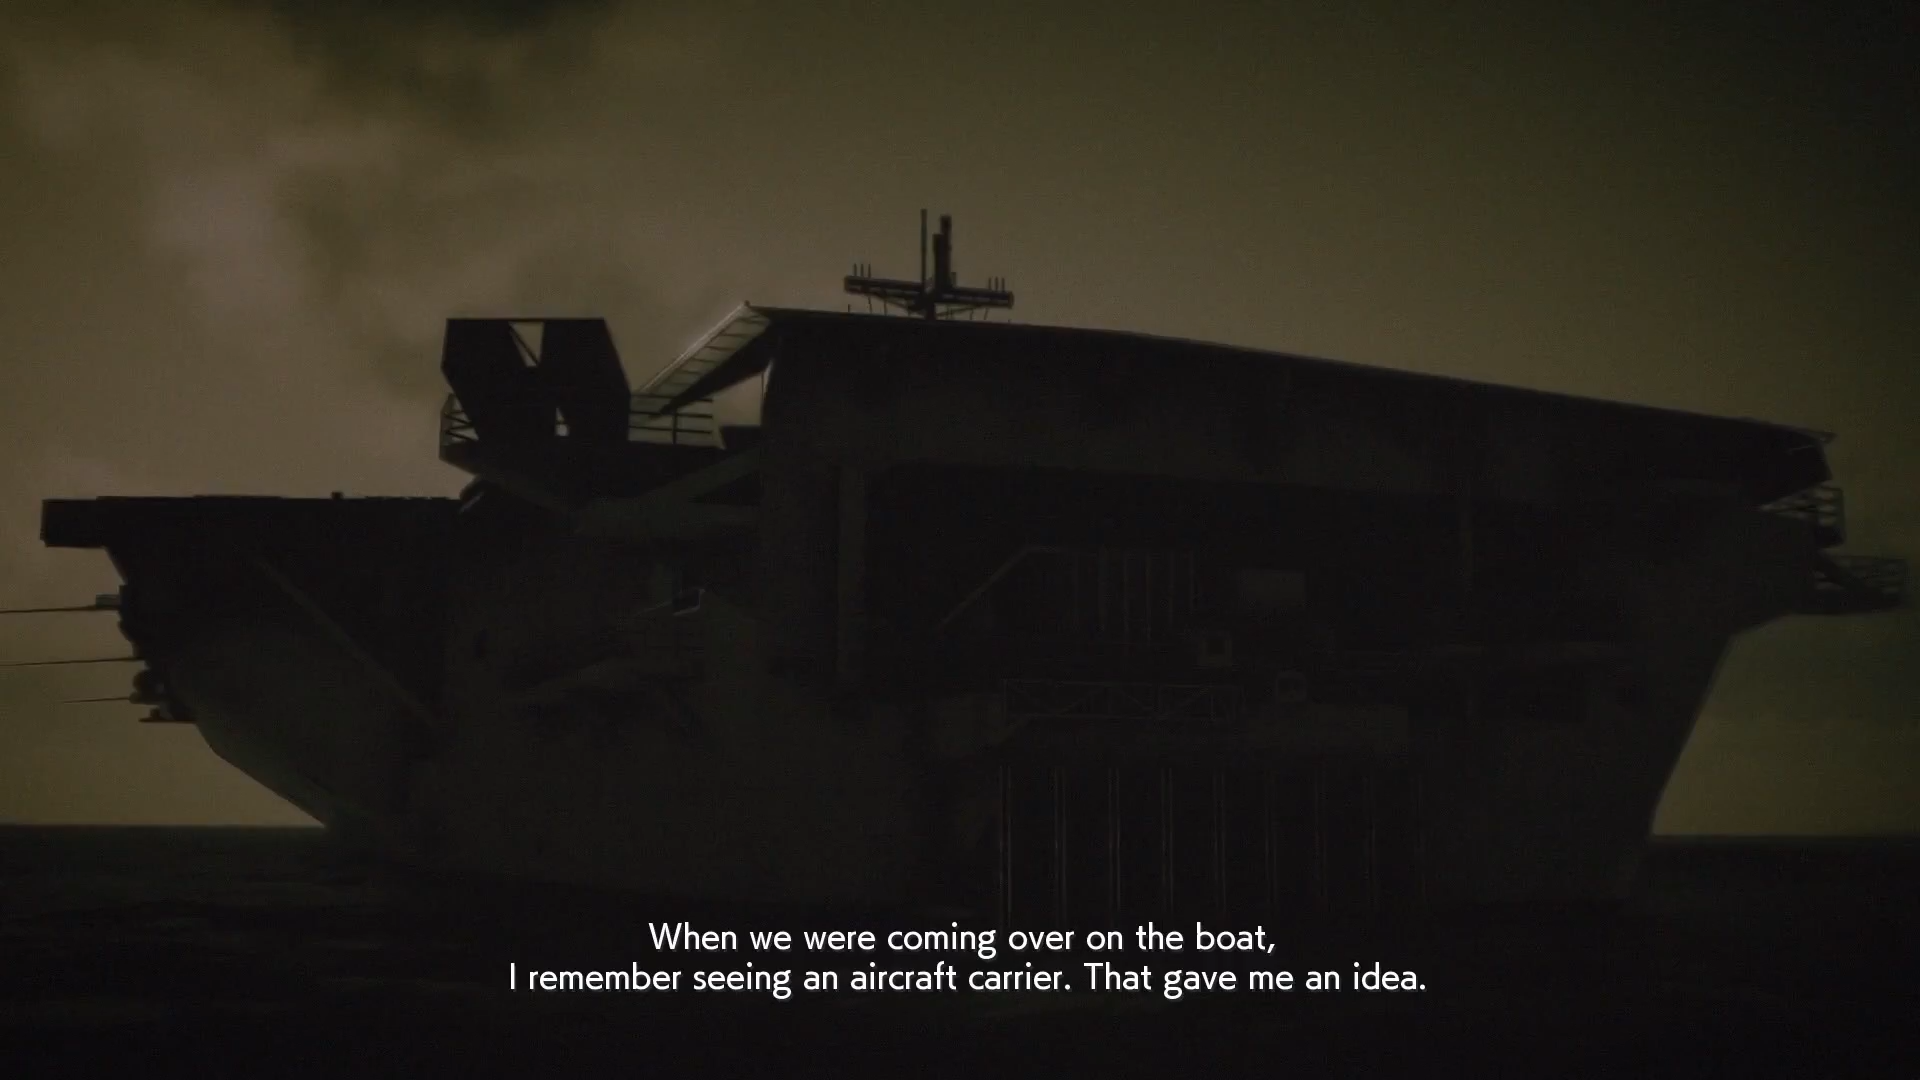 When we were coming over on the boat,
I remember seeing an aircraft carrier. That gave me an idea.